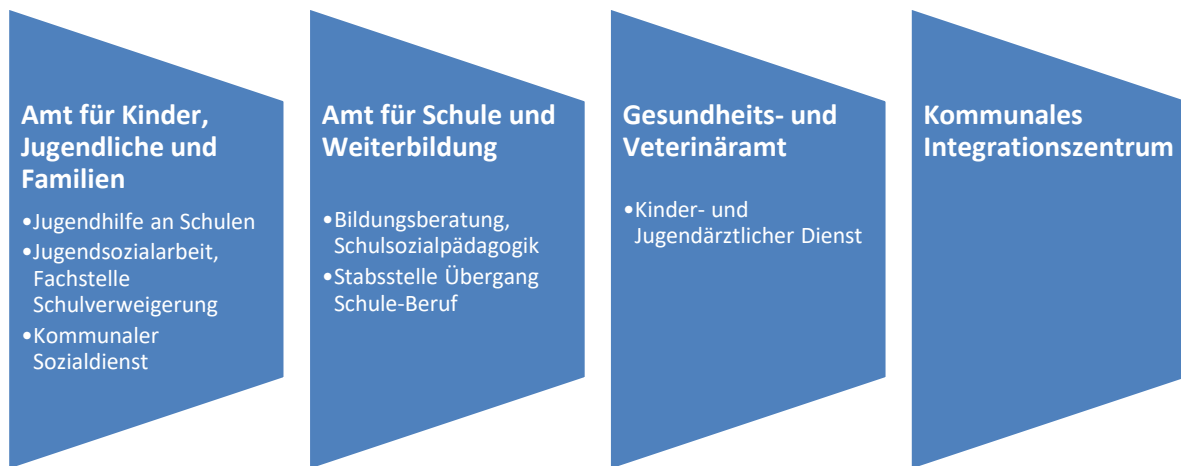 Amt für Kinder,
Jugendliche und
Familien
•Jugendhilfe an Schulen
•Jugendsozialarbeit,
Fachstelle
Schulverweigerung
•Kommunaler
Sozialdienst
Amt für Schule und
Weiterbildung
•Bildungsberatung,
Schulsozialpädagogik
•Stabsstelle Übergang
Schule-Beruf
Gesundheits- und
Veterinäramt
•Kinder- und
Jugendärztlicher Dienst
Kommunales
Integrationszentrum